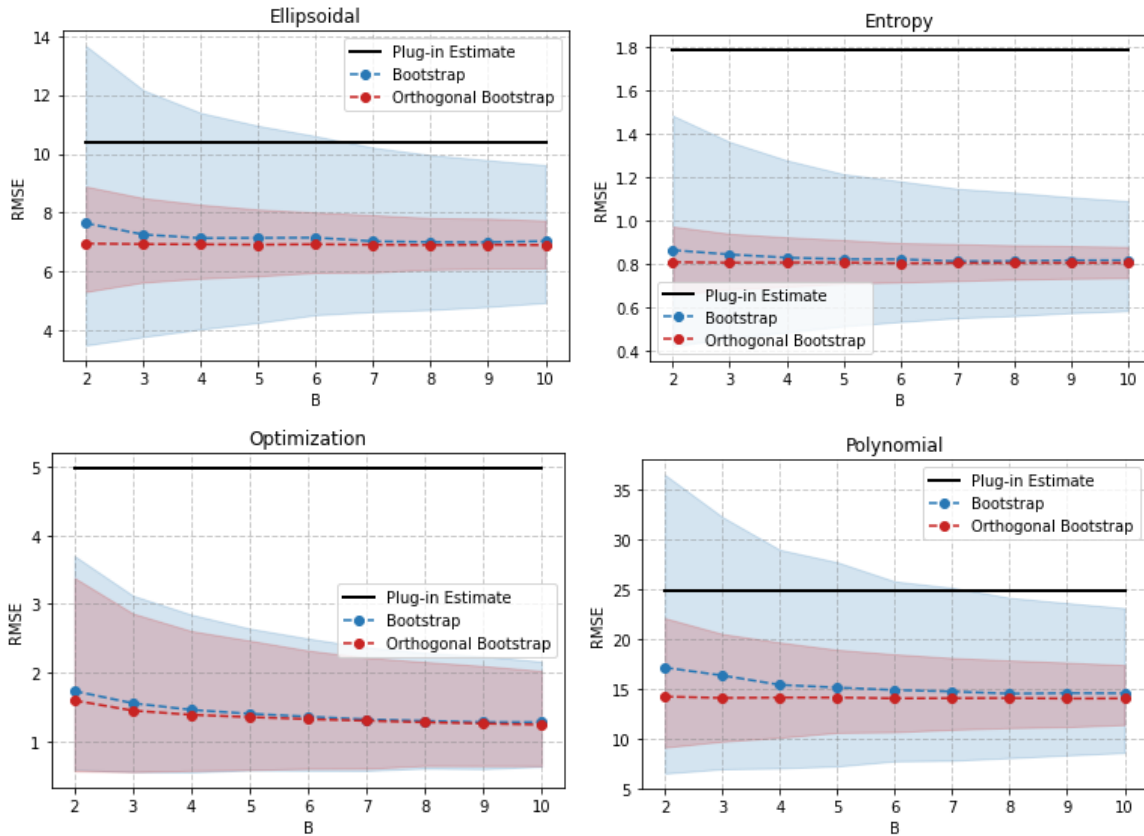 Ellipsoidal
14
12
10
8
6
4
RMSE
2 3 4 5 6 7 8 9 10
B
Plug-in Estimate
Bootstrap
Orthogonal Bootstrap
Entropy
1.8
1.6
1.4
1.2
1.0
0.8
0.6
0.4
RMSE
2 3 4 5 6 7 8 9 10
B
Plug-in Estimate
Bootstrap
Orthogonal Bootstrap
Optimization
5
4
3
2
1
RMSE
2 3 4 5 6 7 8 9 10
B
Plug-in Estimate
Bootstrap
Orthogonal Bootstrap
Polynomial
35
30
25
20
15
10
5
RMSE
2 3 4 5 6 7 8 9 10
B
Plug-in Estimate
Bootstrap
Orthogonal Bootstrap